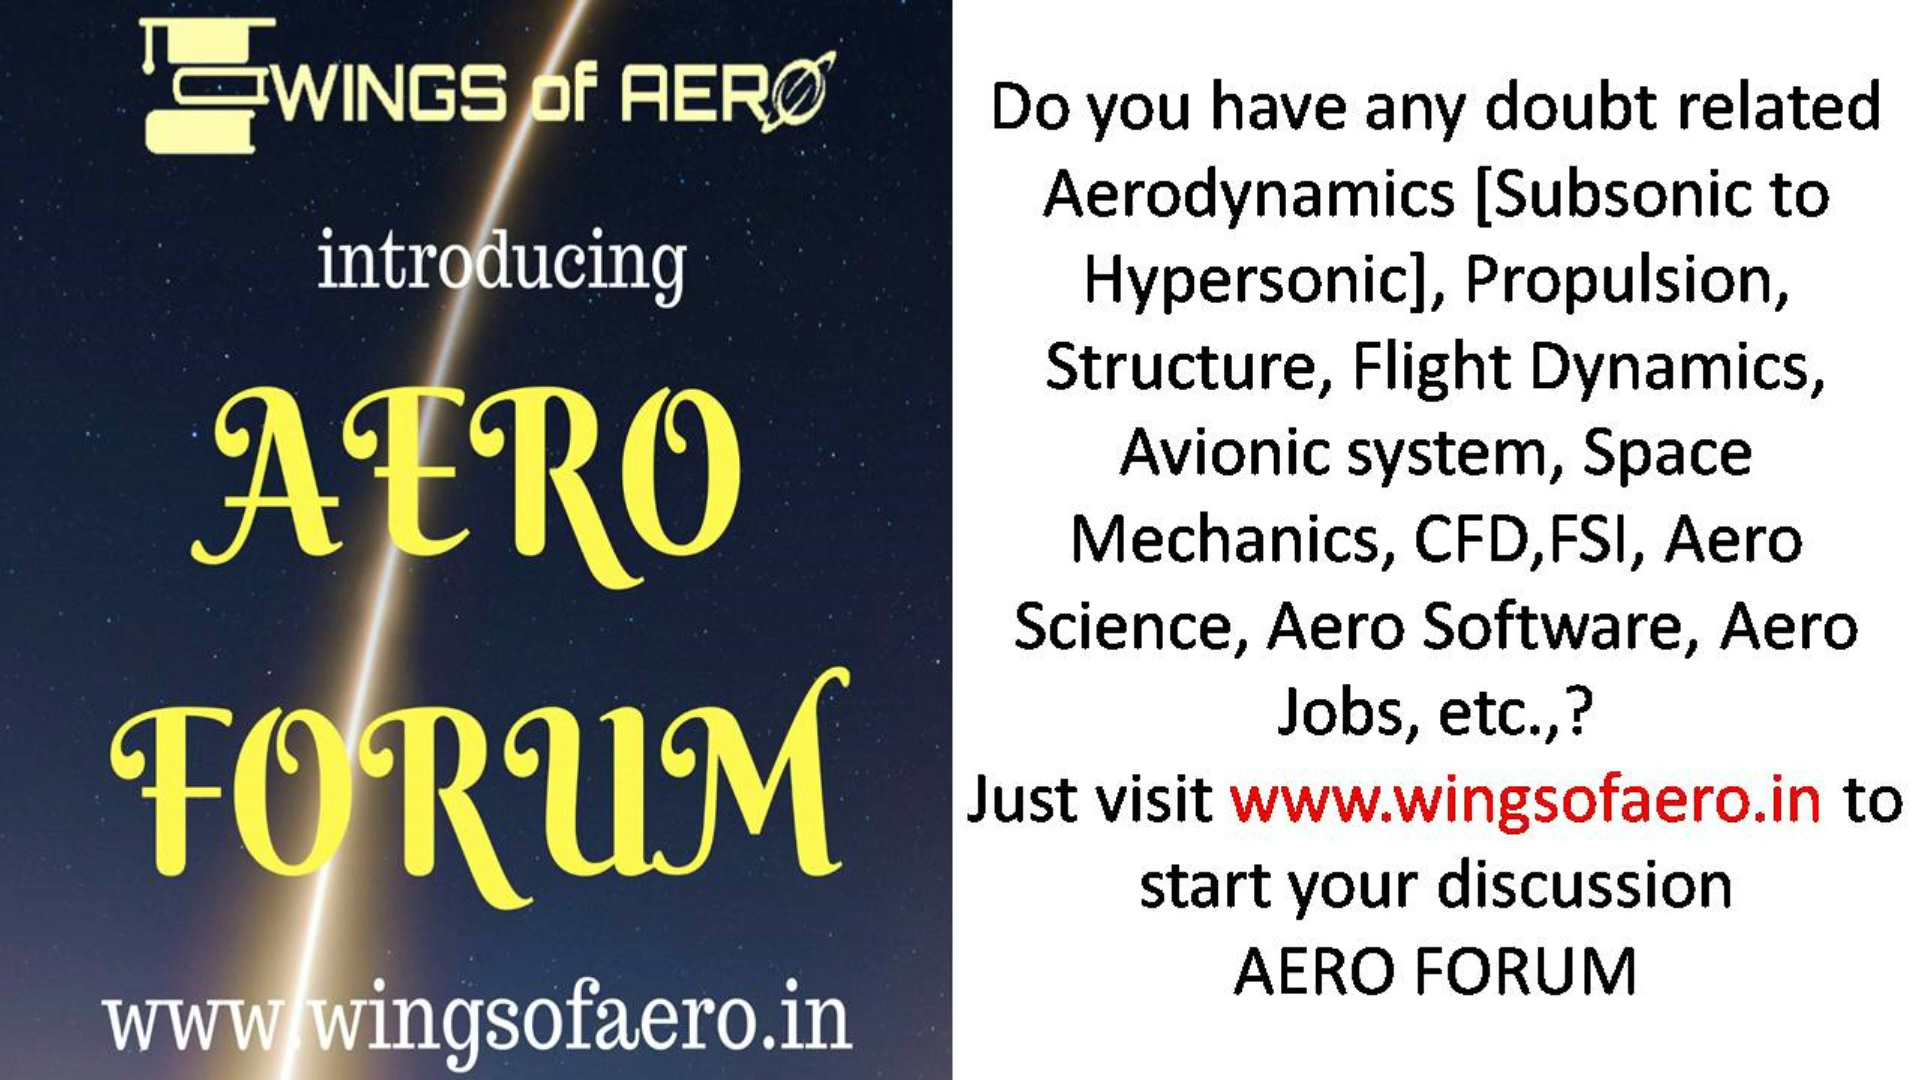 WINGS of AERO
introducing
AERO
FORUM
www.wingsofaero.in
Do you have any doubt related
Aerodynamics [Subsonic to
Hypersonic], Propulsion,
Structure, Flight Dynamics,
Avionic system, Space
Mechanics, CFD,FSI, Aero
Science, Aero Software, Aero
Jobs, etc.,?
Just visit www.wingsofaero.in to
start your discussion
AERO FORUM